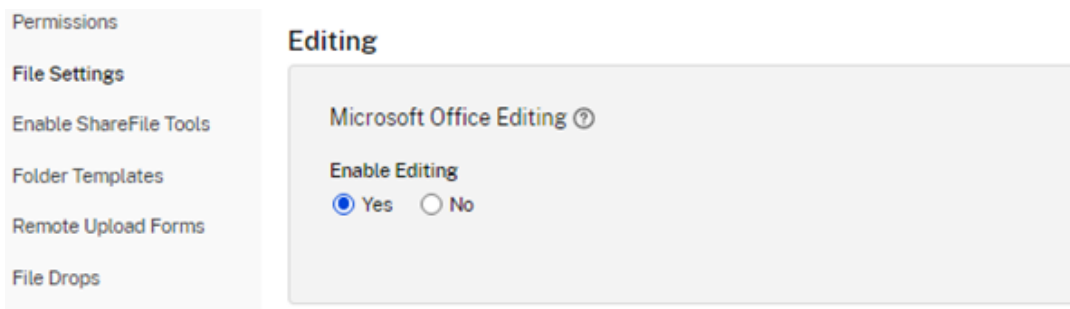 Permissions
File Settings
Enable ShareFile Tools
Folder Templates
Remote Upload Forms
File Drops
Editing
Microsoft Office Editing ?
Enable Editing
Yes No